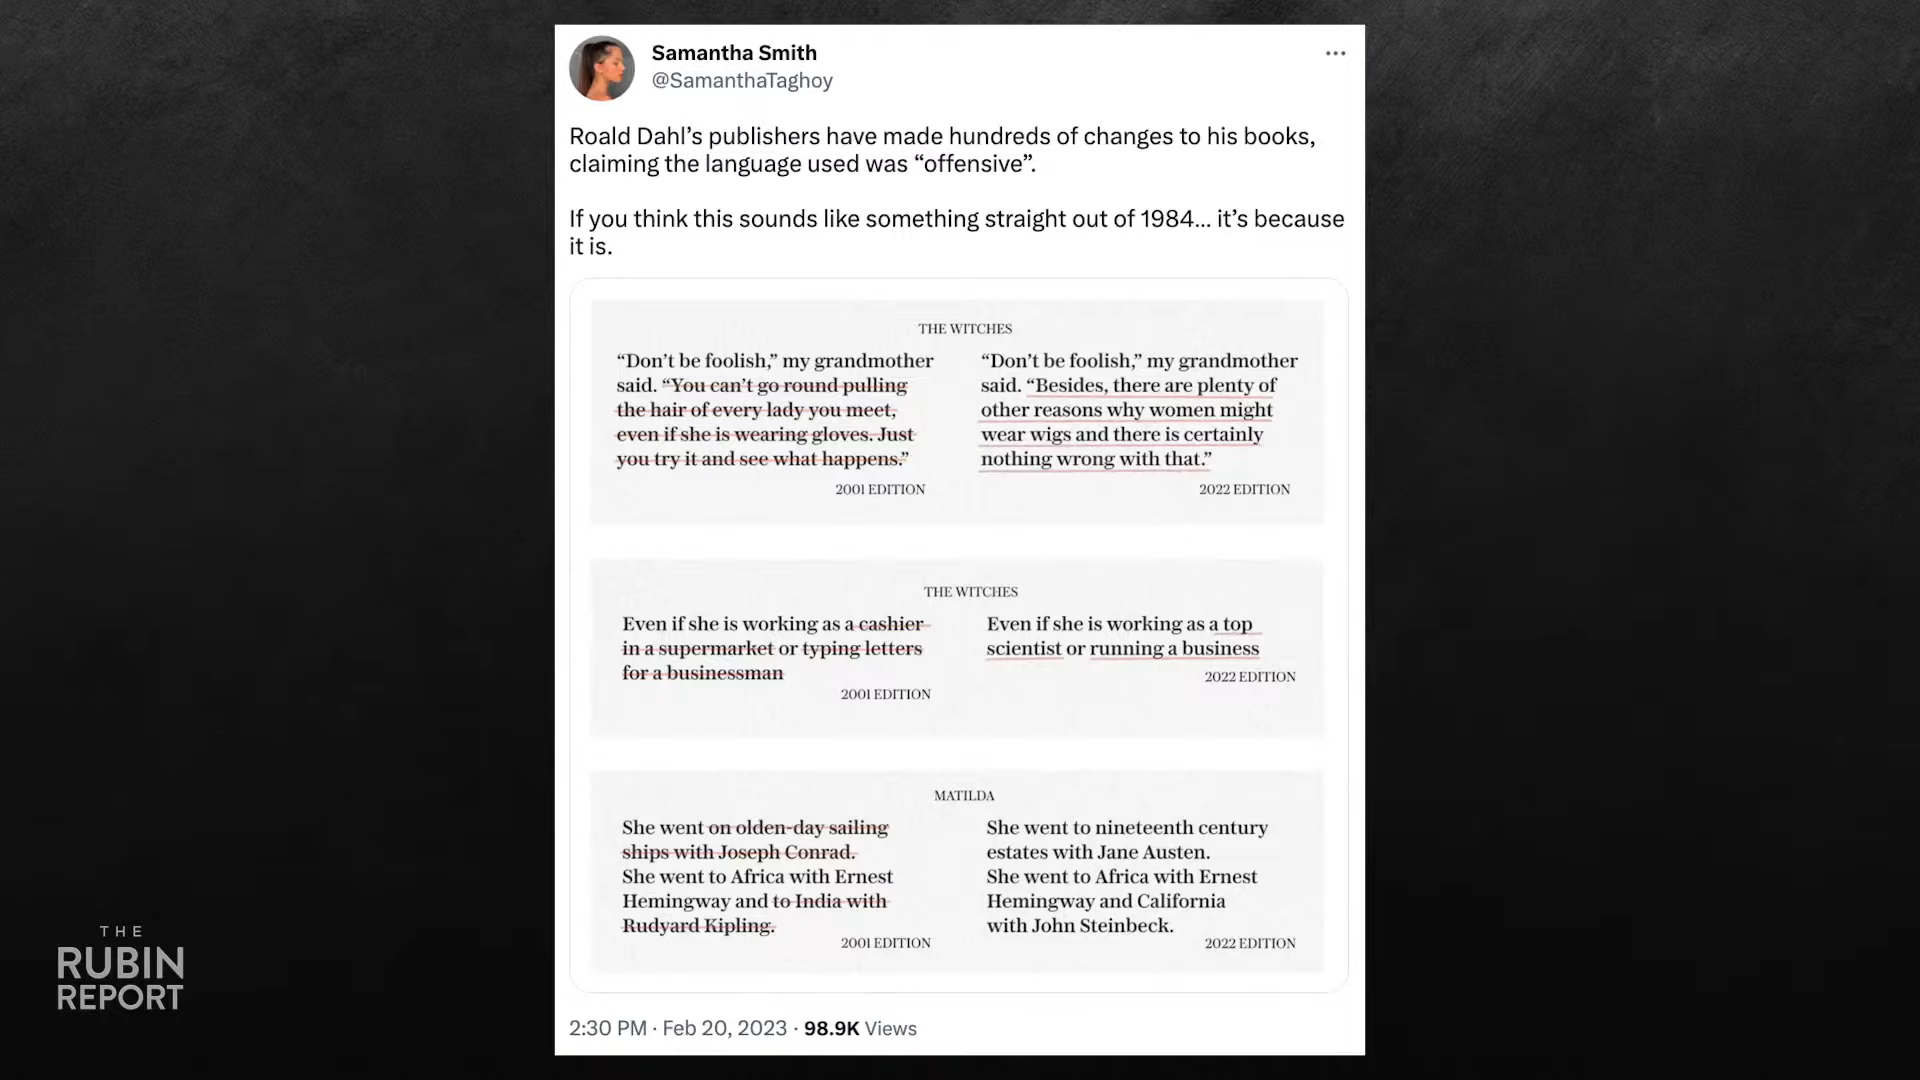 Samantha Smith
@SamanthaTaghoy
Roald Dahl’s publishers have made hundreds of changes to his books,
claiming the language used was “offensive”.
If you think this sounds like something straight out of 1984... it’s because
it is.
THE WITCHES
“Don’t be foolish,” my grandmother
said. “You can’t go round pulling
the hair of every lady you meet,
even if she is wearing gloves. Just
you try it and see what happens.”
2001 EDITION
“Don’t be foolish,” my grandmother
said. “Besides, there are plenty of
other reasons why women might
wear wigs and there is certainly
nothing wrong with that.”
2022 EDITION
THE WITCHES
Even if she is working as a cashier
in a supermarket or typing letters
for a businessman
2001 EDITION
Even if she is working as a top
scientist or running a business
2022 EDITION
MATILDA
She went on olden-day sailing
ships with Joseph Conrad.
She went to Africa with Ernest
Hemingway and to India with
Rudyard Kipling.
2001 EDITION
She went to nineteenth century
estates with Jane Austen.
She went to Africa with Ernest
Hemingway and California
with John Steinbeck.
2022 EDITION
2:30 PM · Feb 20, 2023 · 98.9K Views
THE
RUBIN
REPORT